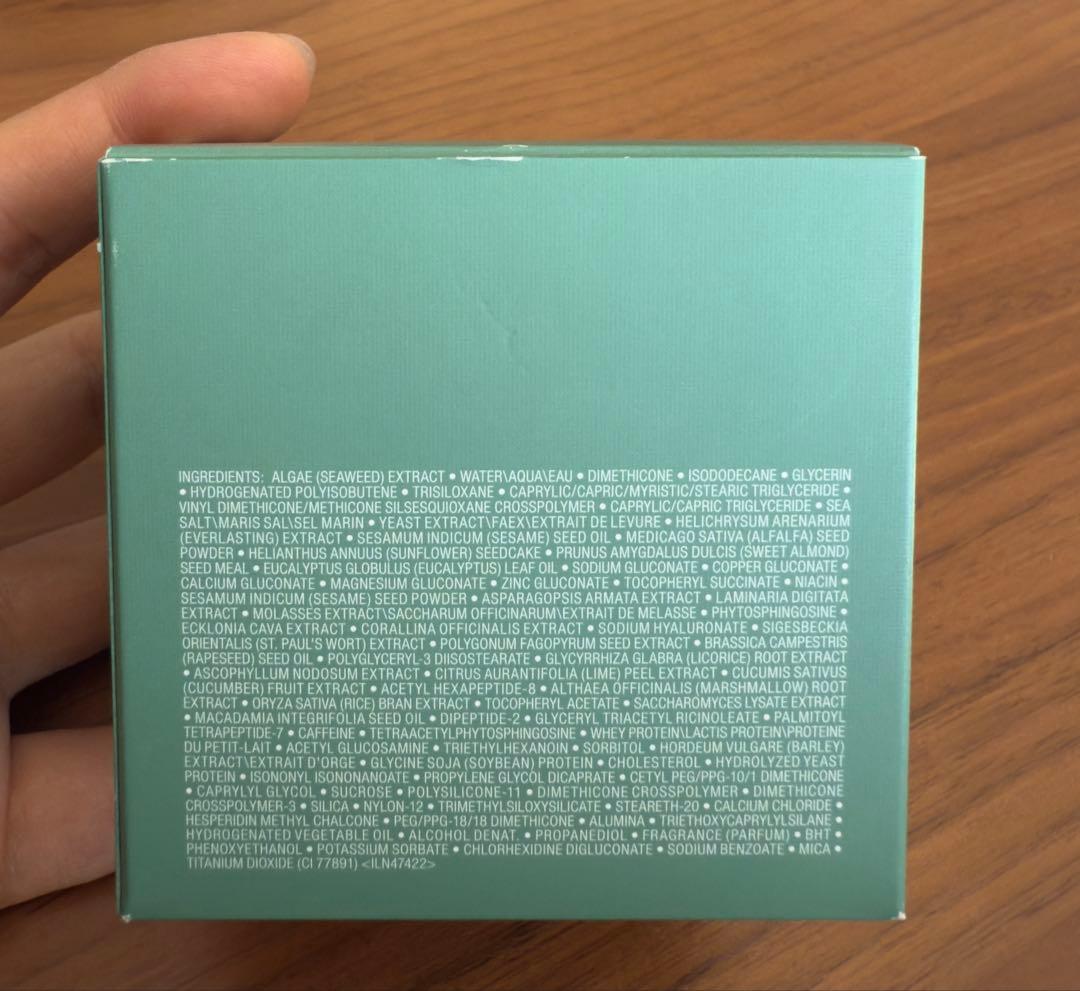 INGREDIENTS: ALGAE (SEAWEED) EXTRACT • WATER\AQUA\EAU • DIMETHICONE • ISODODECANE • GLYCERIN
• HYDROGENATED POLYISOBUTENE • TRISILOXANE • CAPRYLIC/CAPRIC/MYRISTIC/STEARIC TRIGLYCERIDE •
VINYL DIMETHICONE/METHICONE SILSESQUIOXANE CROSSPOLYMER • CAPRYLIC/CAPRIC TRIGLYCERIDE • SEA
SALT\MARIS SAL\SEL MARIN • YEAST EXTRACT\FAEX\EXTRAIT DE LEVURE • HELICHRYSUM ARENARIUM
(EVERLASTING) EXTRACT • SESAMUM INDICUM (SESAME) SEED OIL • MEDICAGO SATIVA (ALFALFA) SEED
POWDER • HELIANTHUS ANNUUS (SUNFLOWER) SEEDCAKE • PRUNUS AMYGDALUS DULCIS (SWEET ALMOND)
SEED MEAL • EUCALYPTUS GLOBULUS (EUCALYPTUS) LEAF OIL • SODIUM GLUCONATE • COPPER GLUCONATE •
CALCIUM GLUCONATE • MAGNESIUM GLUCONATE • ZINC GLUCONATE • TOCOPHERYL SUCCINATE • NIACIN •
SESAMUM INDICUM (SESAME) SEED POWDER • ASPARAGOPSIS ARMATA EXTRACT • LAMINARIA DIGITATA
EXTRACT • MOLASSES EXTRACT\SACCHARUM OFFICINARUM\EXTRAIT DE MELASSE • PHYTOSPHINGOSINE •
ECKLONIA CAVA EXTRACT • CORALLINA OFFICINALIS EXTRACT • SODIUM HYALURONATE • SIGESBECKIA
ORIENTALIS (ST. PAUL'S WORT) EXTRACT • POLYGONUM FAGOPYRUM SEED EXTRACT • BRASSICA CAMPESTRIS
(RAPESEED) SEED OIL • POLYGLYCERYL-3 DIISOSTEARATE • GLYCYRRHIZA GLABRA (LICORICE) ROOT EXTRACT
• ASCOPHYLLUM NODOSUM EXTRACT • CITRUS AURANTIFOLIA (LIME) PEEL EXTRACT • CUCUMIS SATIVUS
(CUCUMBER) FRUIT EXTRACT • ACETYL HEXAPEPTIDE-8 • ALTHAEA OFFICINALIS (MARSHMALLOW) ROOT
EXTRACT • ORYZA SATIVA (RICE) BRAN EXTRACT • TOCOPHERYL ACETATE • SACCHAROMYCES LYSATE EXTRACT
• MACADAMIA INTEGRIFOLIA SEED OIL • DIPEPTIDE-2 • GLYCERYL TRIACETYL RICINOLEATE • PALMITOYL
TETRAPEPTIDE-7 • CAFFEINE • TETRAACETYLPHYTOSPHINGOSINE • WHEY PROTEIN\LACTIS PROTEIN\PROTEINE
DU PETIT-LAIT • ACETYL GLUCOSAMINE • TRIETHYLHEXANOIN • SORBITOL • HORDEUM VULGARE (BARLEY)
EXTRACT\EXTRAIT D'ORGE • GLYCINE SOJA (SOYBEAN) PROTEIN • CHOLESTEROL • HYDROLYZED YEAST
PROTEIN • ISONONYL ISONONANOATE • PROPYLENE GLYCOL DICAPRATE • CETYL PEG/PPG-10/1 DIMETHICONE
• CAPRYLYL GLYCOL • SUCROSE • POLYSILICONE-11 • DIMETHICONE CROSSPOLYMER • DIMETHICONE
CROSSPOLYMER-3 • SILICA • NYLON-12 • TRIMETHYLSILOXYSILICATE • STEARETH-20 • CALCIUM CHLORIDE •
HESPERIDIN METHYL CHALCONE • PEG/PPG-18/18 DIMETHICONE • ALUMINA • TRIETHOXYCAPRYLYLSILANE •
HYDROGENATED VEGETABLE OIL • ALCOHOL DENAT. • PROPANEDIOL • FRAGRANCE (PARFUM) • BHT •
PHENOXYETHANOL • POTASSIUM SORBATE • CHLORHEXIDINE DIGLUCONATE • SODIUM BENZOATE • MICA •
TITANIUM DIOXIDE (CI 77891) <ILN47422>